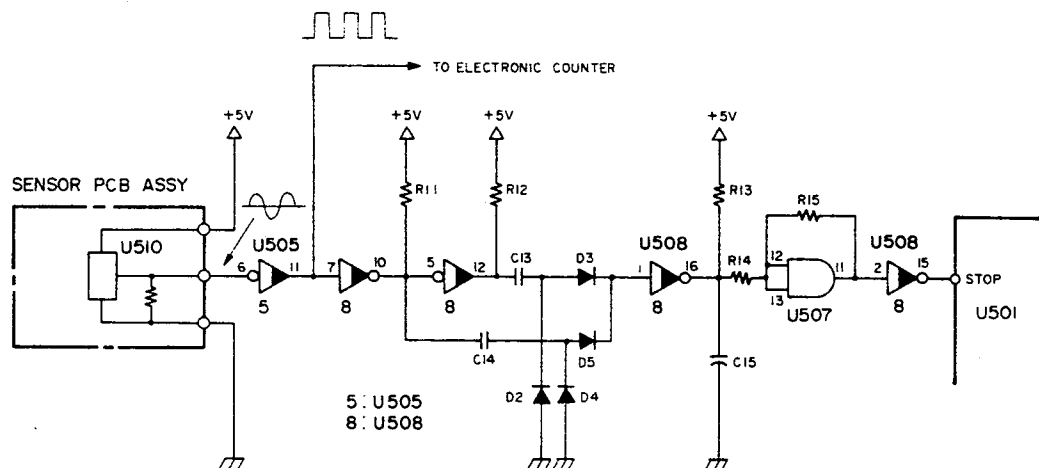 TO ELECTRONIC COUNTER
+5V
+5V
+5V
+5V
SENSOR PCB ASSY
R11
R12
R13
R15
U510
U505
U508
U508
6
11
7
10
5
12
C13
D3
1
16
R14
12
13
11
2
15
STOP
5
8
8
8
U507
8
U501
C14
D5
C15
D2
D4
5: U505
8: U508